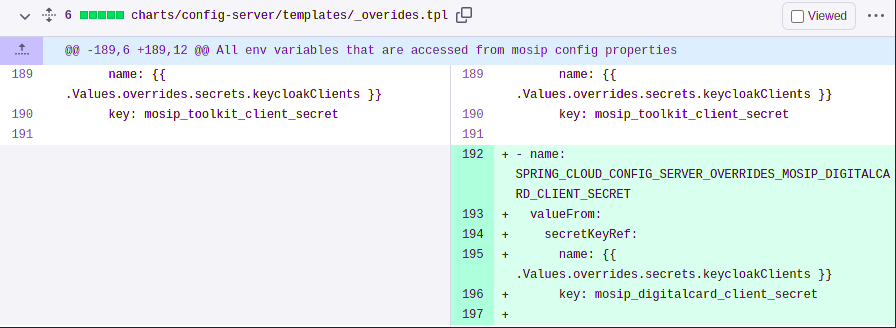 6 charts/config-server/templates/_overides.tpl Viewed
@@ -189,6 +189,12 @@ All env variables that are accessed from mosip config properties
189 name: {{
.Values.overrides.secrets.keycloakClients }}
190 key: mosip_toolkit_client_secret
191
189 name: {{
.Values.overrides.secrets.keycloakClients }}
190 key: mosip_toolkit_client_secret
191
192 + - name:
SPRING_CLOUD_CONFIG_SERVER_OVERRIDES_MOSIP_DIGITALCA
RD_CLIENT_SECRET
193 + valueFrom:
194 + secretKeyRef:
195 + name: {{
.Values.overrides.secrets.keycloakClients }}
196 + key: mosip_digitalcard_client_secret
197 +